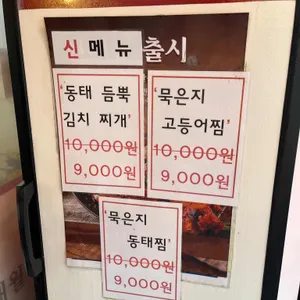 신메뉴 출시
'동태 듬뿍
김치 찌개'
10,000원
9,000원
'묵은지
고등어찜'
10,000원
9,000원
'묵은지
동태찜'
10,000원
9,000원